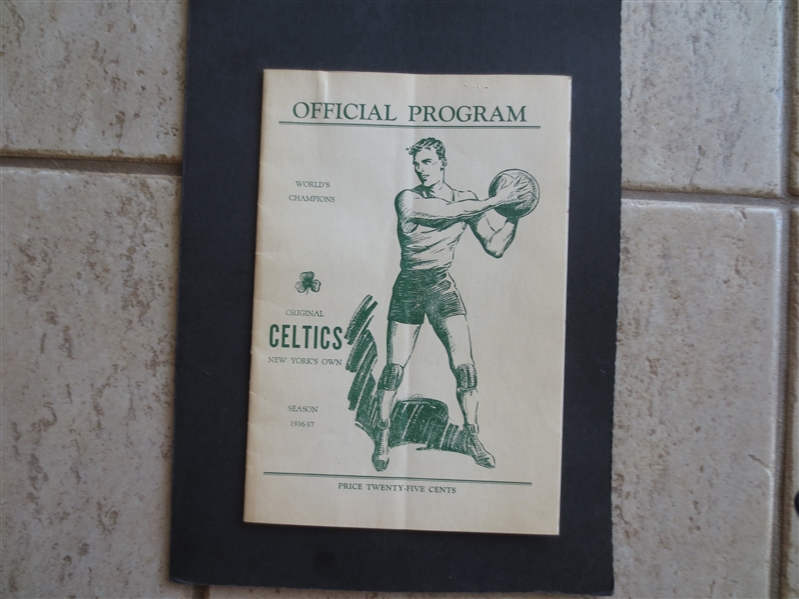 OFFICIAL PROGRAM
WORLD'S
CHAMPIONS
ORIGINAL
CELTICS
NEW YORK'S OWN
SEASON
1936-37
PRICE TWENTY-FIVE CENTS